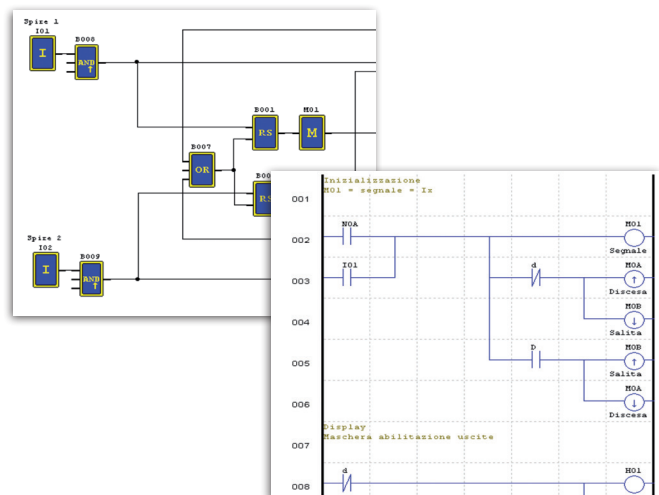 Spire 1
I01
I
B008
AND
↑
B001
RS
M01
M
B007
OR
B00
RS
Spire 2
I02
I
B009
AND
↑
Inizializzazione
M01 = segnale = Iz
001
002
N0A
M01
Segnale
003
I01
d
M0A
↑
Discesa
004
M0B
↓
Salita
005
D
M0B
↑
Salita
006
M0A
↓
Discesa
Display
Maschera abilitazione uscite
007
008
d
H01